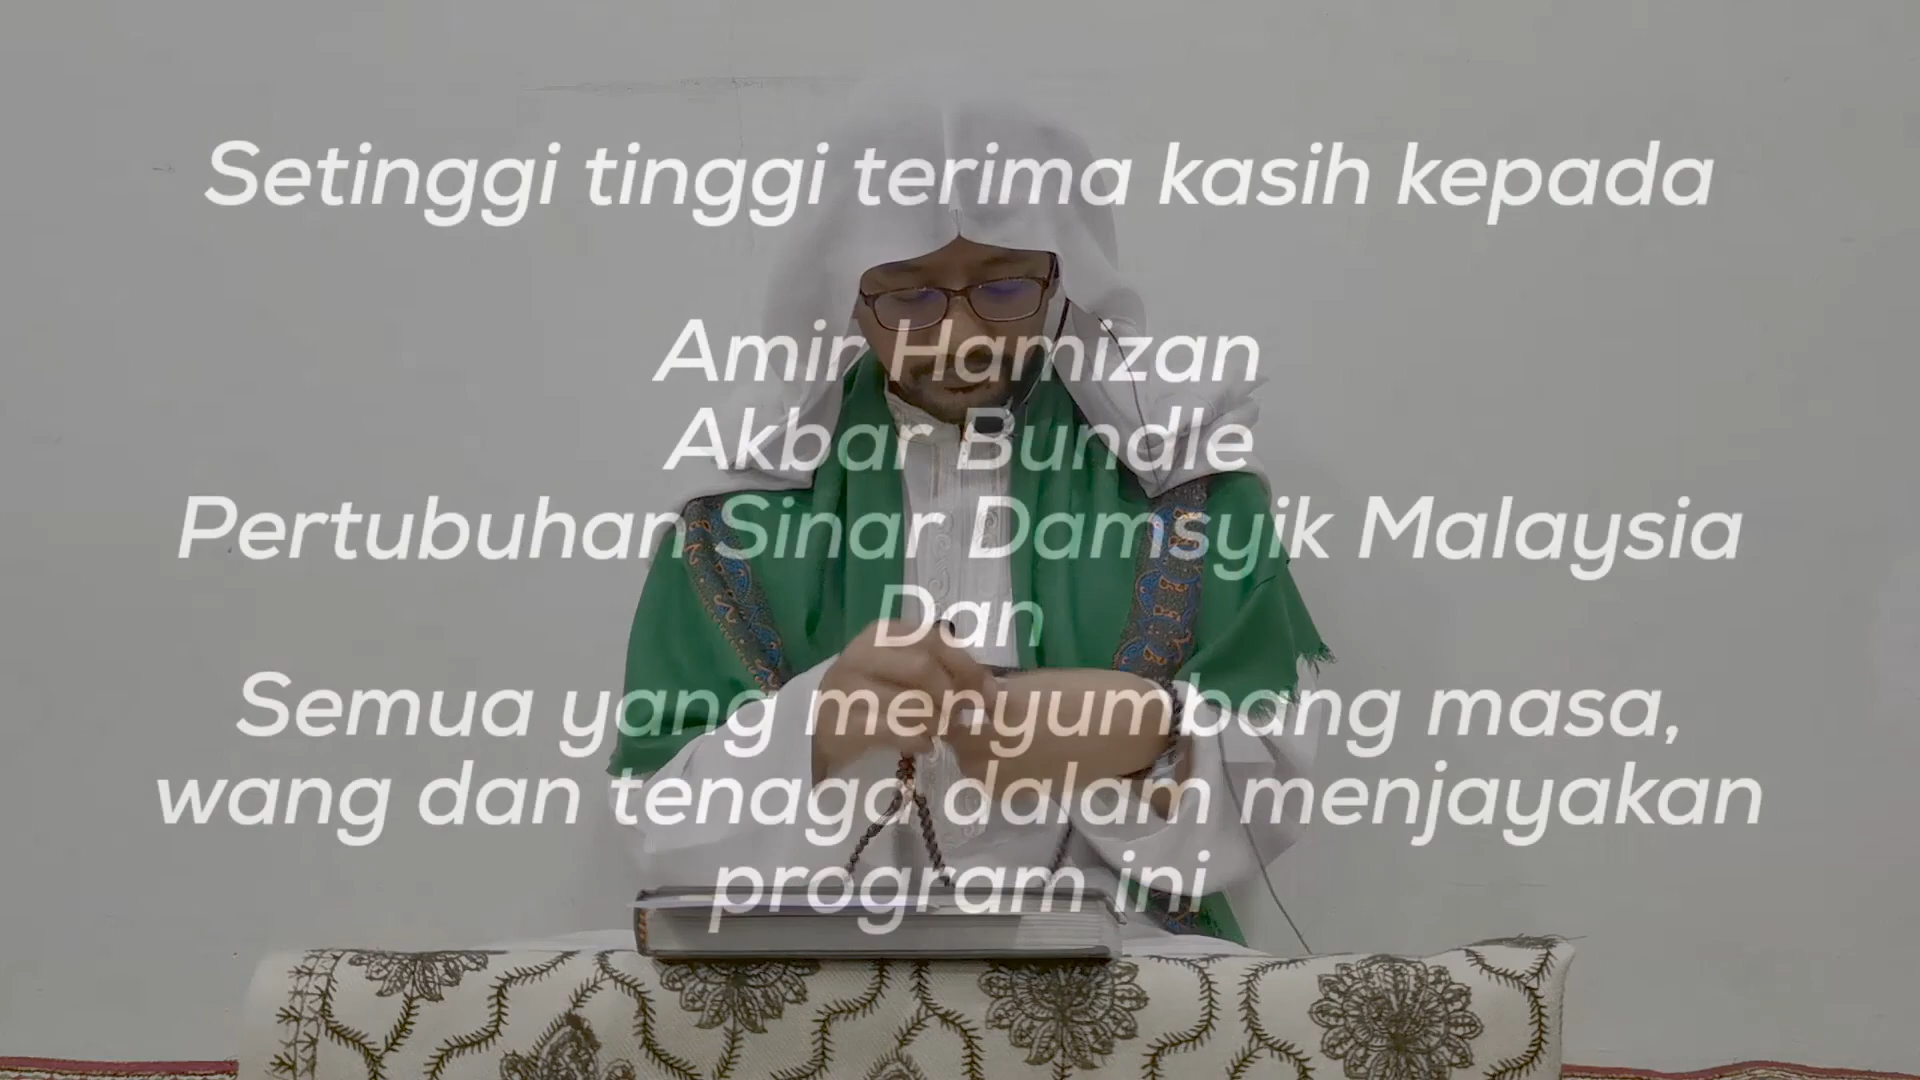 Setinggi tinggi terima kasih kepada
Amir Hamizan
Akbar Bundle
Pertubuhan Sinar Damsyik Malaysia
Dan
Semua yang menyumbang masa,
wang dan tenaga dalam menjayakan
program ini